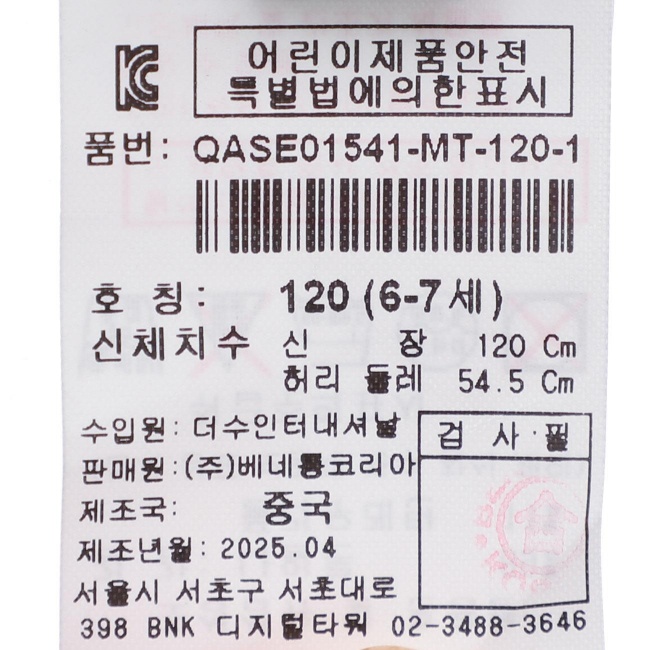 KC
어린이제품안전
특별법에의한표시
품번: QASE01541-MT-120-1
호 칭: 120 (6-7세)
신체치수 신 장 120 Cm
허리 둘레 54.5 Cm
수입원: 더수인터내셔날
판매원: (주)베네통코리아
제조국: 중국
제조년월: 2025.04
서울시 서초구 서초대로
398 BNK 디지털타워 02-3488-3646
검 사 필